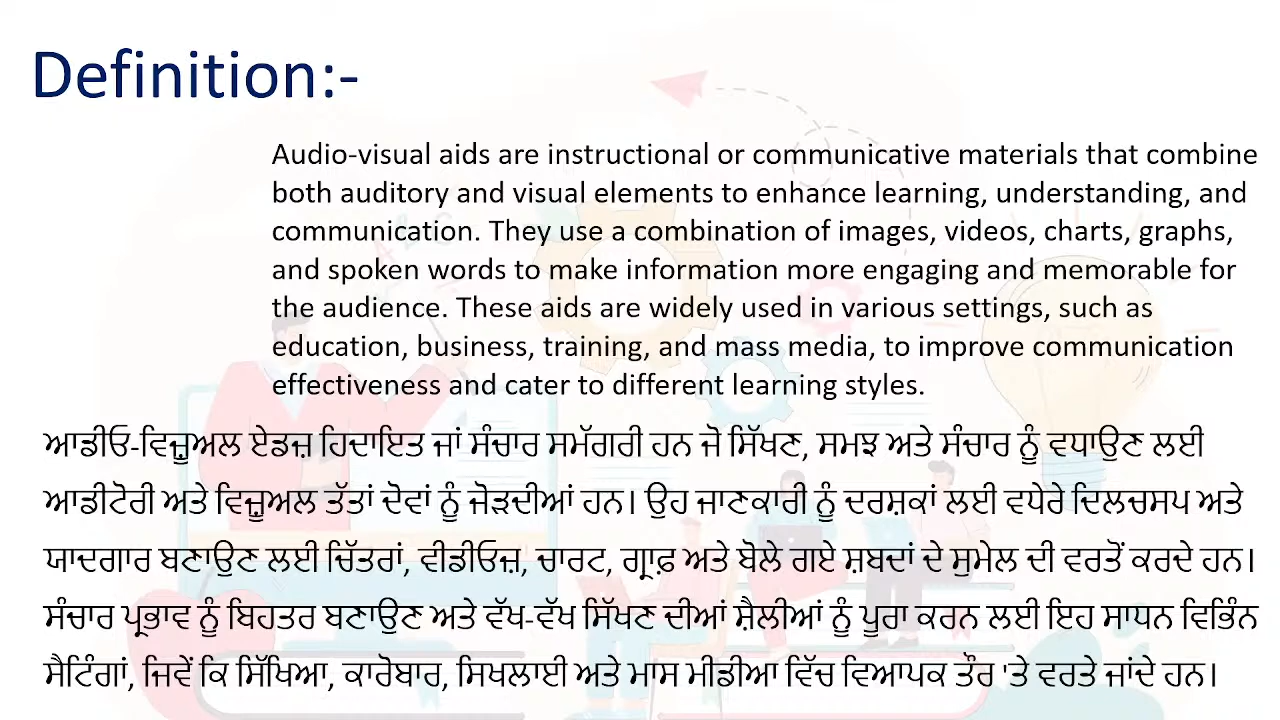 Definition:-
Audio-visual aids are instructional or communicative materials that combine
both auditory and visual elements to enhance learning, understanding, and
communication. They use a combination of images, videos, charts, graphs,
and spoken words to make information more engaging and memorable for
the audience. These aids are widely used in various settings, such as
education, business, training, and mass media, to improve communication
effectiveness and cater to different learning styles.
ਆਡੀਓ-ਵਿਜ਼ੂਅਲ ਏਡਜ਼ ਹਿਦਾਇਤ ਜਾਂ ਸੰਚਾਰ ਸਮੱਗਰੀ ਹਨ ਜੋ ਸਿੱਖਣ, ਸਮਝ ਅਤੇ ਸੰਚਾਰ ਨੂੰ ਵਧਾਉਣ ਲਈ
ਆਡੀਟੋਰੀ ਅਤੇ ਵਿਜ਼ੂਅਲ ਤੱਤਾਂ ਦੋਵਾਂ ਨੂੰ ਜੋੜਦੀਆਂ ਹਨ। ਉਹ ਜਾਣਕਾਰੀ ਨੂੰ ਦਰਸ਼ਕਾਂ ਲਈ ਵਧੇਰੇ ਦਿਲਚਸਪ ਅਤੇ
ਯਾਦਗਾਰ ਬਣਾਉਣ ਲਈ ਚਿੱਤਰਾਂ, ਵੀਡੀਓਜ਼, ਚਾਰਟ, ਗ੍ਰਾਫ਼ ਅਤੇ ਬੋਲੇ ਗਏ ਸ਼ਬਦਾਂ ਦੇ ਸੁਮੇਲ ਦੀ ਵਰਤੋਂ ਕਰਦੇ ਹਨ।
ਸੰਚਾਰ ਪ੍ਰਭਾਵ ਨੂੰ ਬਿਹਤਰ ਬਣਾਉਣ ਅਤੇ ਵੱਖ-ਵੱਖ ਸਿੱਖਣ ਦੀਆਂ ਸ਼ੈਲੀਆਂ ਨੂੰ ਪੂਰਾ ਕਰਨ ਲਈ ਇਹ ਸਾਧਨ ਵਿਭਿੰਨ
ਸੈਟਿੰਗਾਂ, ਜਿਵੇਂ ਕਿ ਸਿੱਖਿਆ, ਕਾਰੋਬਾਰ, ਸਿਖਲਾਈ ਅਤੇ ਮਾਸ ਮੀਡੀਆ ਵਿੱਚ ਵਿਆਪਕ ਤੌਰ 'ਤੇ ਵਰਤੇ ਜਾਂਦੇ ਹਨ।